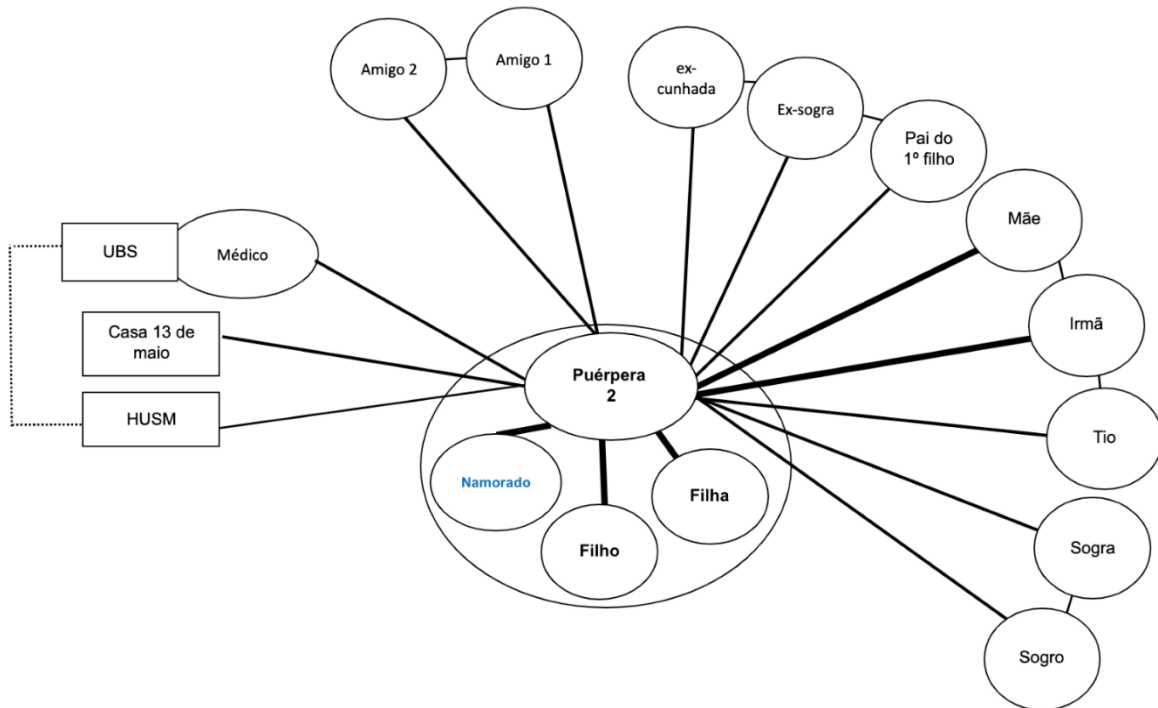 Amigo 2
Amigo 1
ex-
cunhada
Ex-sogra
Pai do
1º filho
Mãe
UBS
Médico
Irmã
Casa 13 de
maio
Puérpera
2
HUSM
Tio
Namorado
Filha
Filho
Sogra
Sogro